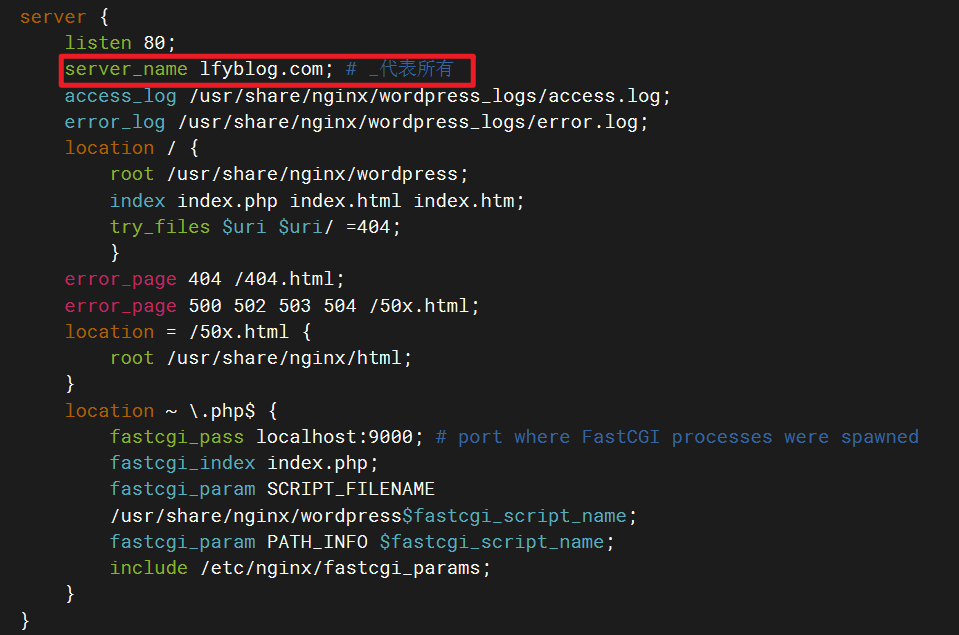 server {
listen 80;
server_name lfyblog.com; # _代表所有
access_log /usr/share/nginx/wordpress_logs/access.log;
error_log /usr/share/nginx/wordpress_logs/error.log;
location / {
root /usr/share/nginx/wordpress;
index index.php index.html index.htm;
try_files $uri $uri/ =404;
}
error_page 404 /404.html;
error_page 500 502 503 504 /50x.html;
location = /50x.html {
root /usr/share/nginx/html;
}
location ~ \.php$ {
fastcgi_pass localhost:9000; # port where FastCGI processes were spawned
fastcgi_index index.php;
fastcgi_param SCRIPT_FILENAME
/usr/share/nginx/wordpress$fastcgi_script_name;
fastcgi_param PATH_INFO $fastcgi_script_name;
include /etc/nginx/fastcgi_params;
}
}